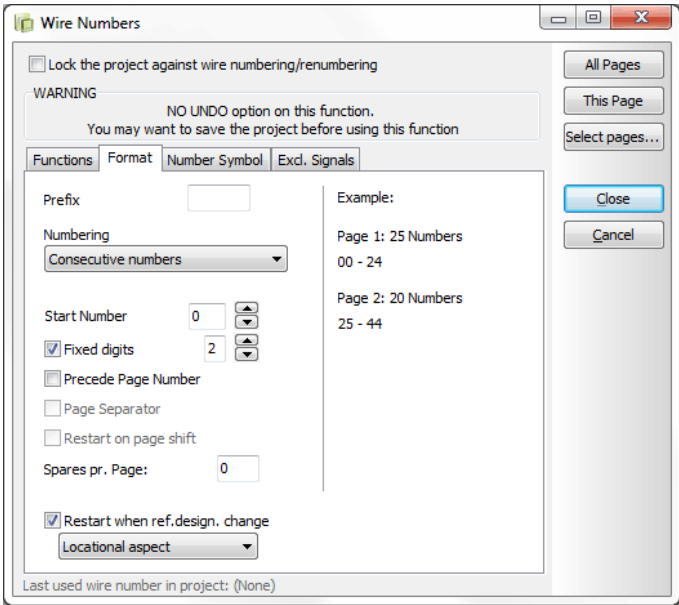 Wire Numbers
Lock the project against wire numbering/renumbering
WARNING
NO UNDO option on this function.
You may want to save the project before using this function
All Pages
This Page
Select pages...
Close
Cancel
Functions Format Number Symbol Excl. Signals
Prefix
Numbering
Consecutive numbers
Start Number 0
Fixed digits 2
Precede Page Number
Page Separator
Restart on page shift
Spares pr. Page: 0
Restart when ref.design. change
Locational aspect
Example:
Page 1: 25 Numbers
00 - 24
Page 2: 20 Numbers
25 - 44
Last used wire number in project: (None)